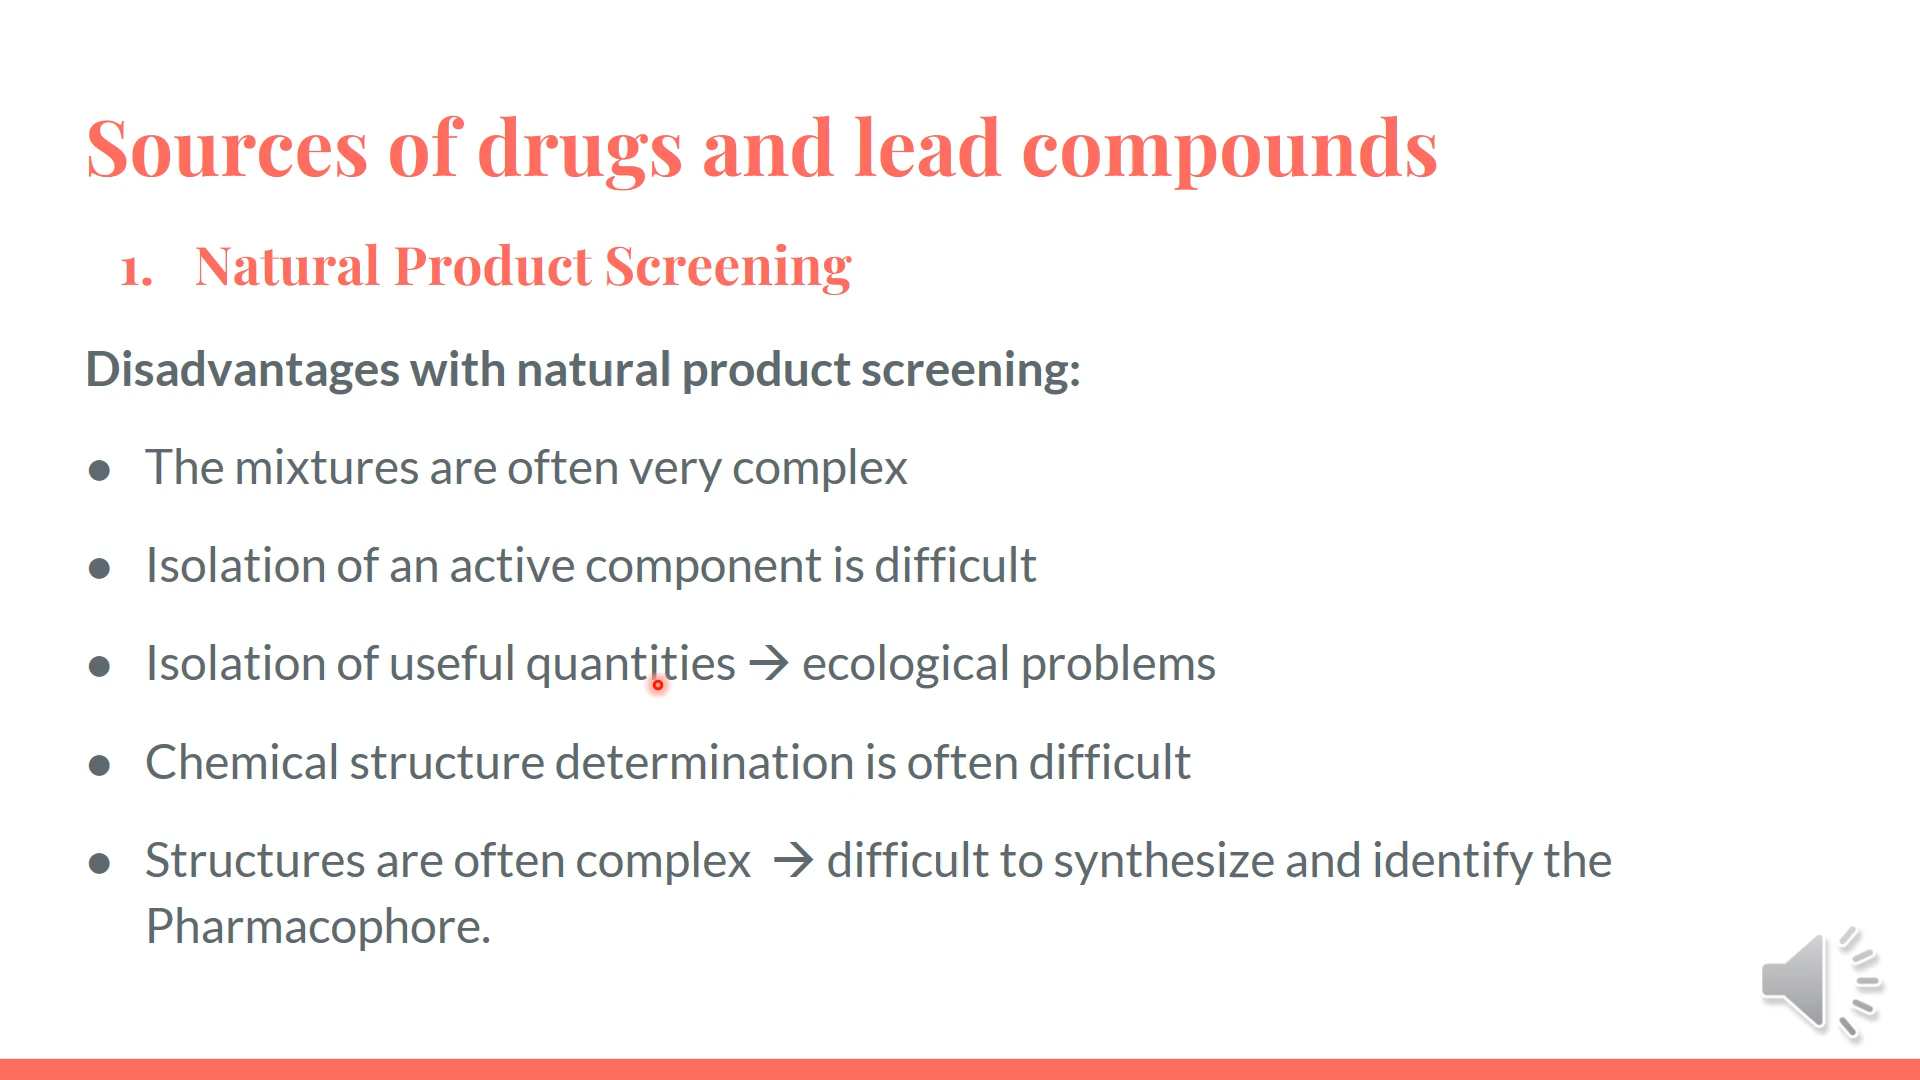 Sources of drugs and lead compounds
1. Natural Product Screening
Disadvantages with natural product screening:
● The mixtures are often very complex
● Isolation of an active component is difficult
● Isolation of useful quantities → ecological problems
● Chemical structure determination is often difficult
● Structures are often complex → difficult to synthesize and identify the
Pharmacophore.